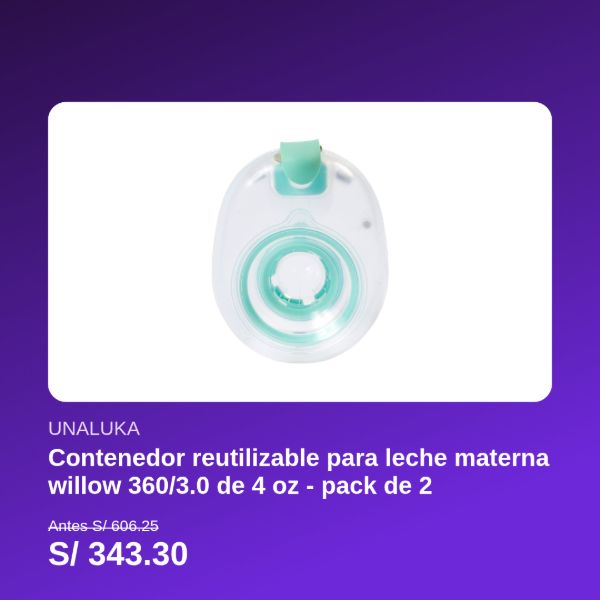 UNALUKA
Contenedor reutilizable para leche materna
willow 360/3.0 de 4 oz - pack de 2
Antes S/ 606.25
S/ 343.30